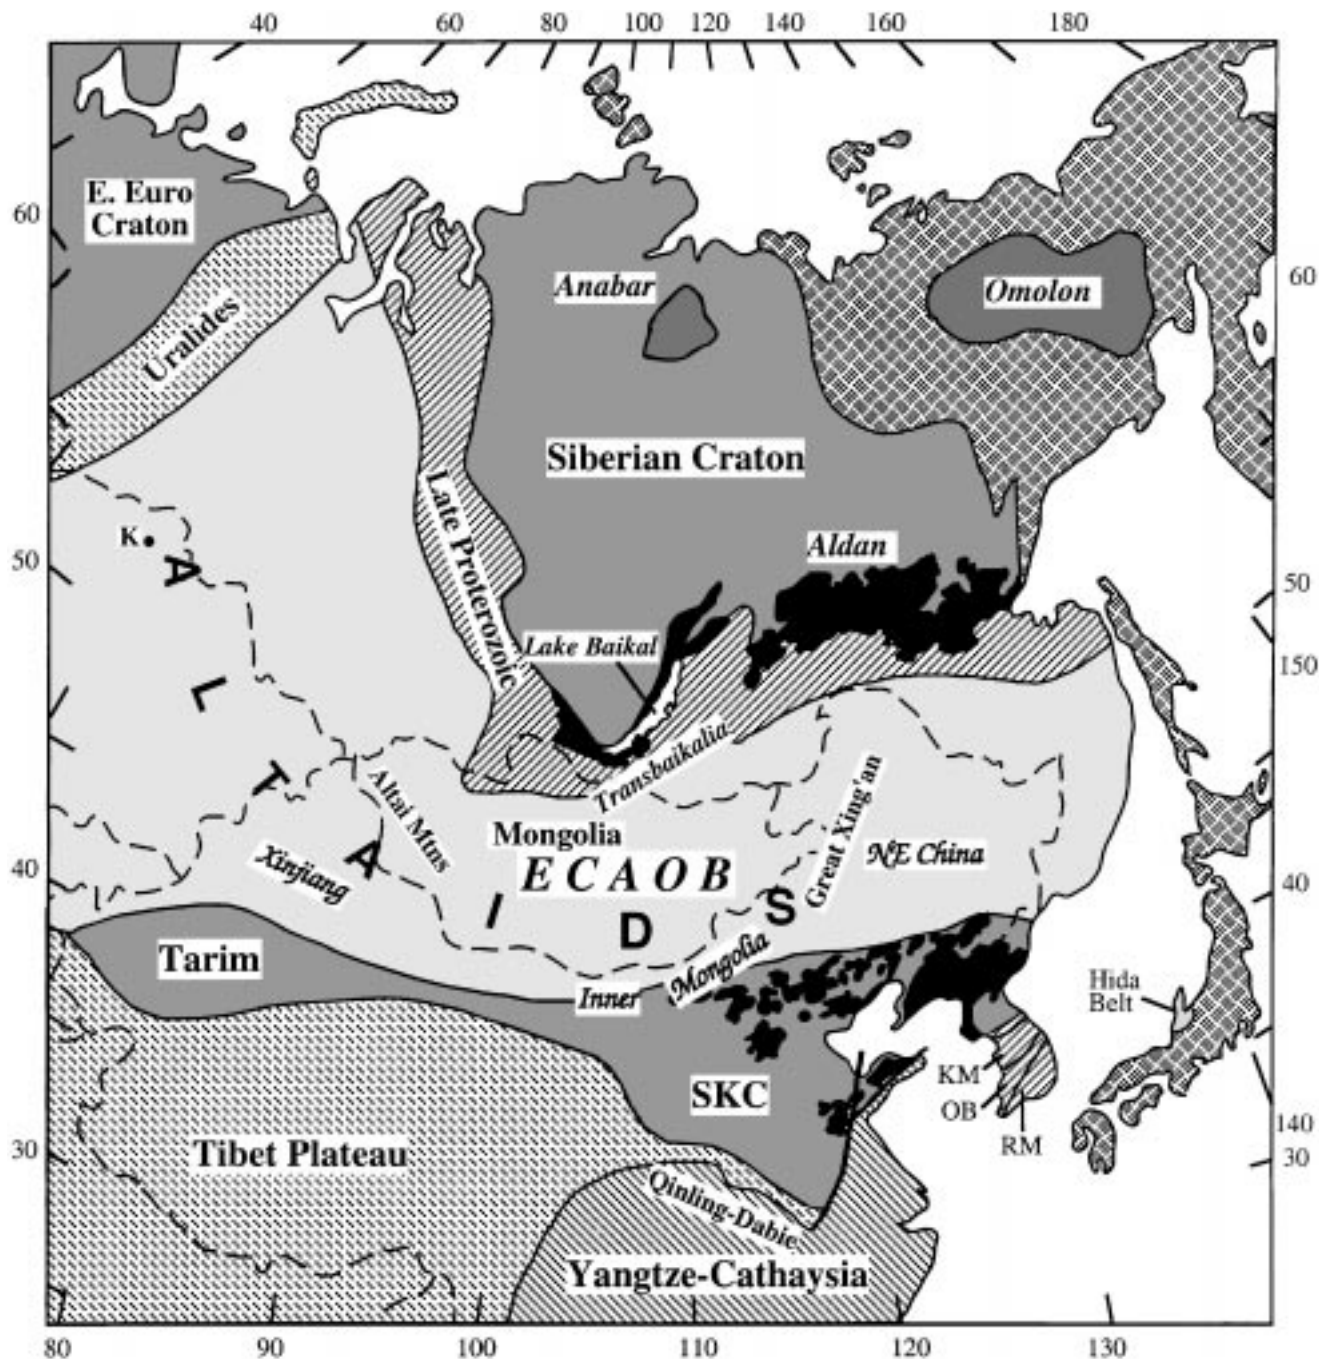 40 60 80 100 120 140 160 180
E. Euro
Craton
60
Uralides
Anabar
Omolon
60
Siberian Craton
Late Proterozoic
K
50
Aldan
50
Lake Baikal
150
Transbaikalia
Altai Mtns
Mongolia
Great Xing'an
NE China
Xinjiang
E C A O B
40
40
A L T A I D S
Tarim
Inner Mongolia
Hida
Belt
KM
OB
RM
SKC
140
Tibet Plateau
30
30
Qinling-Dabie
Yangtze-Cathaysia
80 90 100 110 120 130